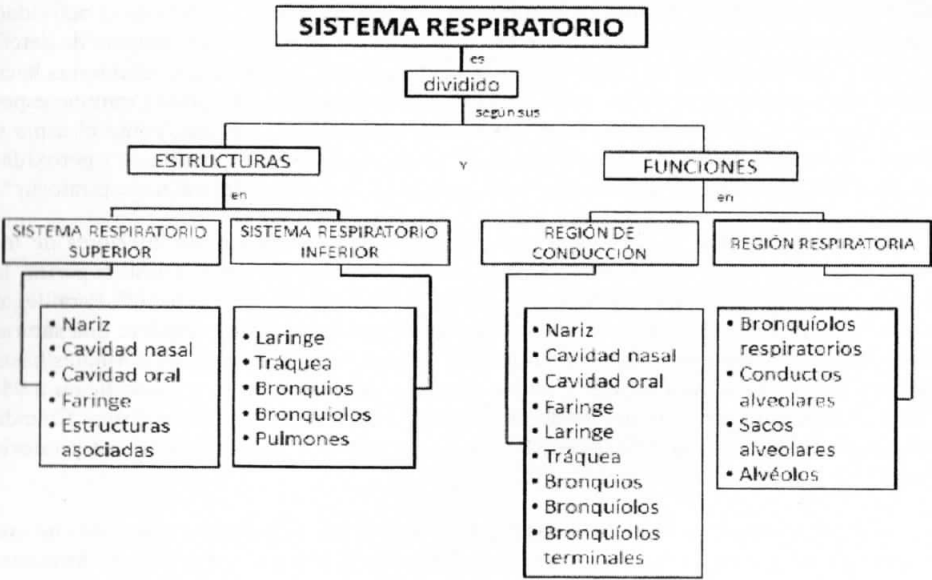 SISTEMA RESPIRATORIO
es
dividido
según sus
ESTRUCTURAS
Y
FUNCIONES
en
en
SISTEMA RESPIRATORIO
SUPERIOR
SISTEMA RESPIRATORIO
INFERIOR
REGIÓN DE
CONDUCCIÓN
REGIÓN RESPIRATORIA
• Nariz
• Cavidad nasal
• Cavidad oral
• Faringe
• Estructuras
asociadas
• Laringe
• Tráquea
• Bronquios
• Bronquíolos
• Pulmones
• Nariz
• Cavidad nasal
• Cavidad oral
• Faringe
• Laringe
• Tráquea
• Bronquios
• Bronquíolos
• Bronquíolos
terminales
• Bronquíolos
respiratorios
• Conductos
alveolares
• Sacos
alveolares
• Alvéolos